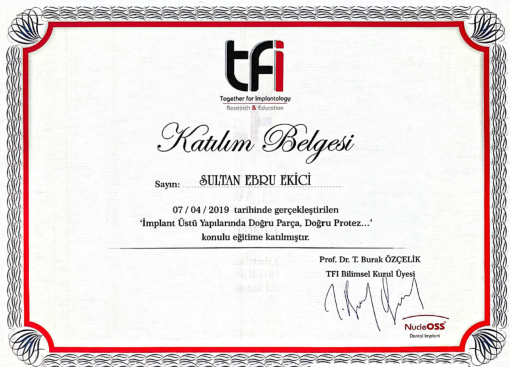 tfi
Together for Implantology
Research & Education
Katılım Belgesi
Sayın: SULTAN EBRU EKİCİ
07 / 04 / 2019 tarihinde gerçekleştirilen
'İmplant Üstü Yapılarında Doğru Parça, Doğru Protez...'
konulu eğitime katılmıştır.
Prof. Dr. T. Burak ÖZÇELİK
TFI Bilimsel Kurul Üyesi
NucleOSS
Dental Implant